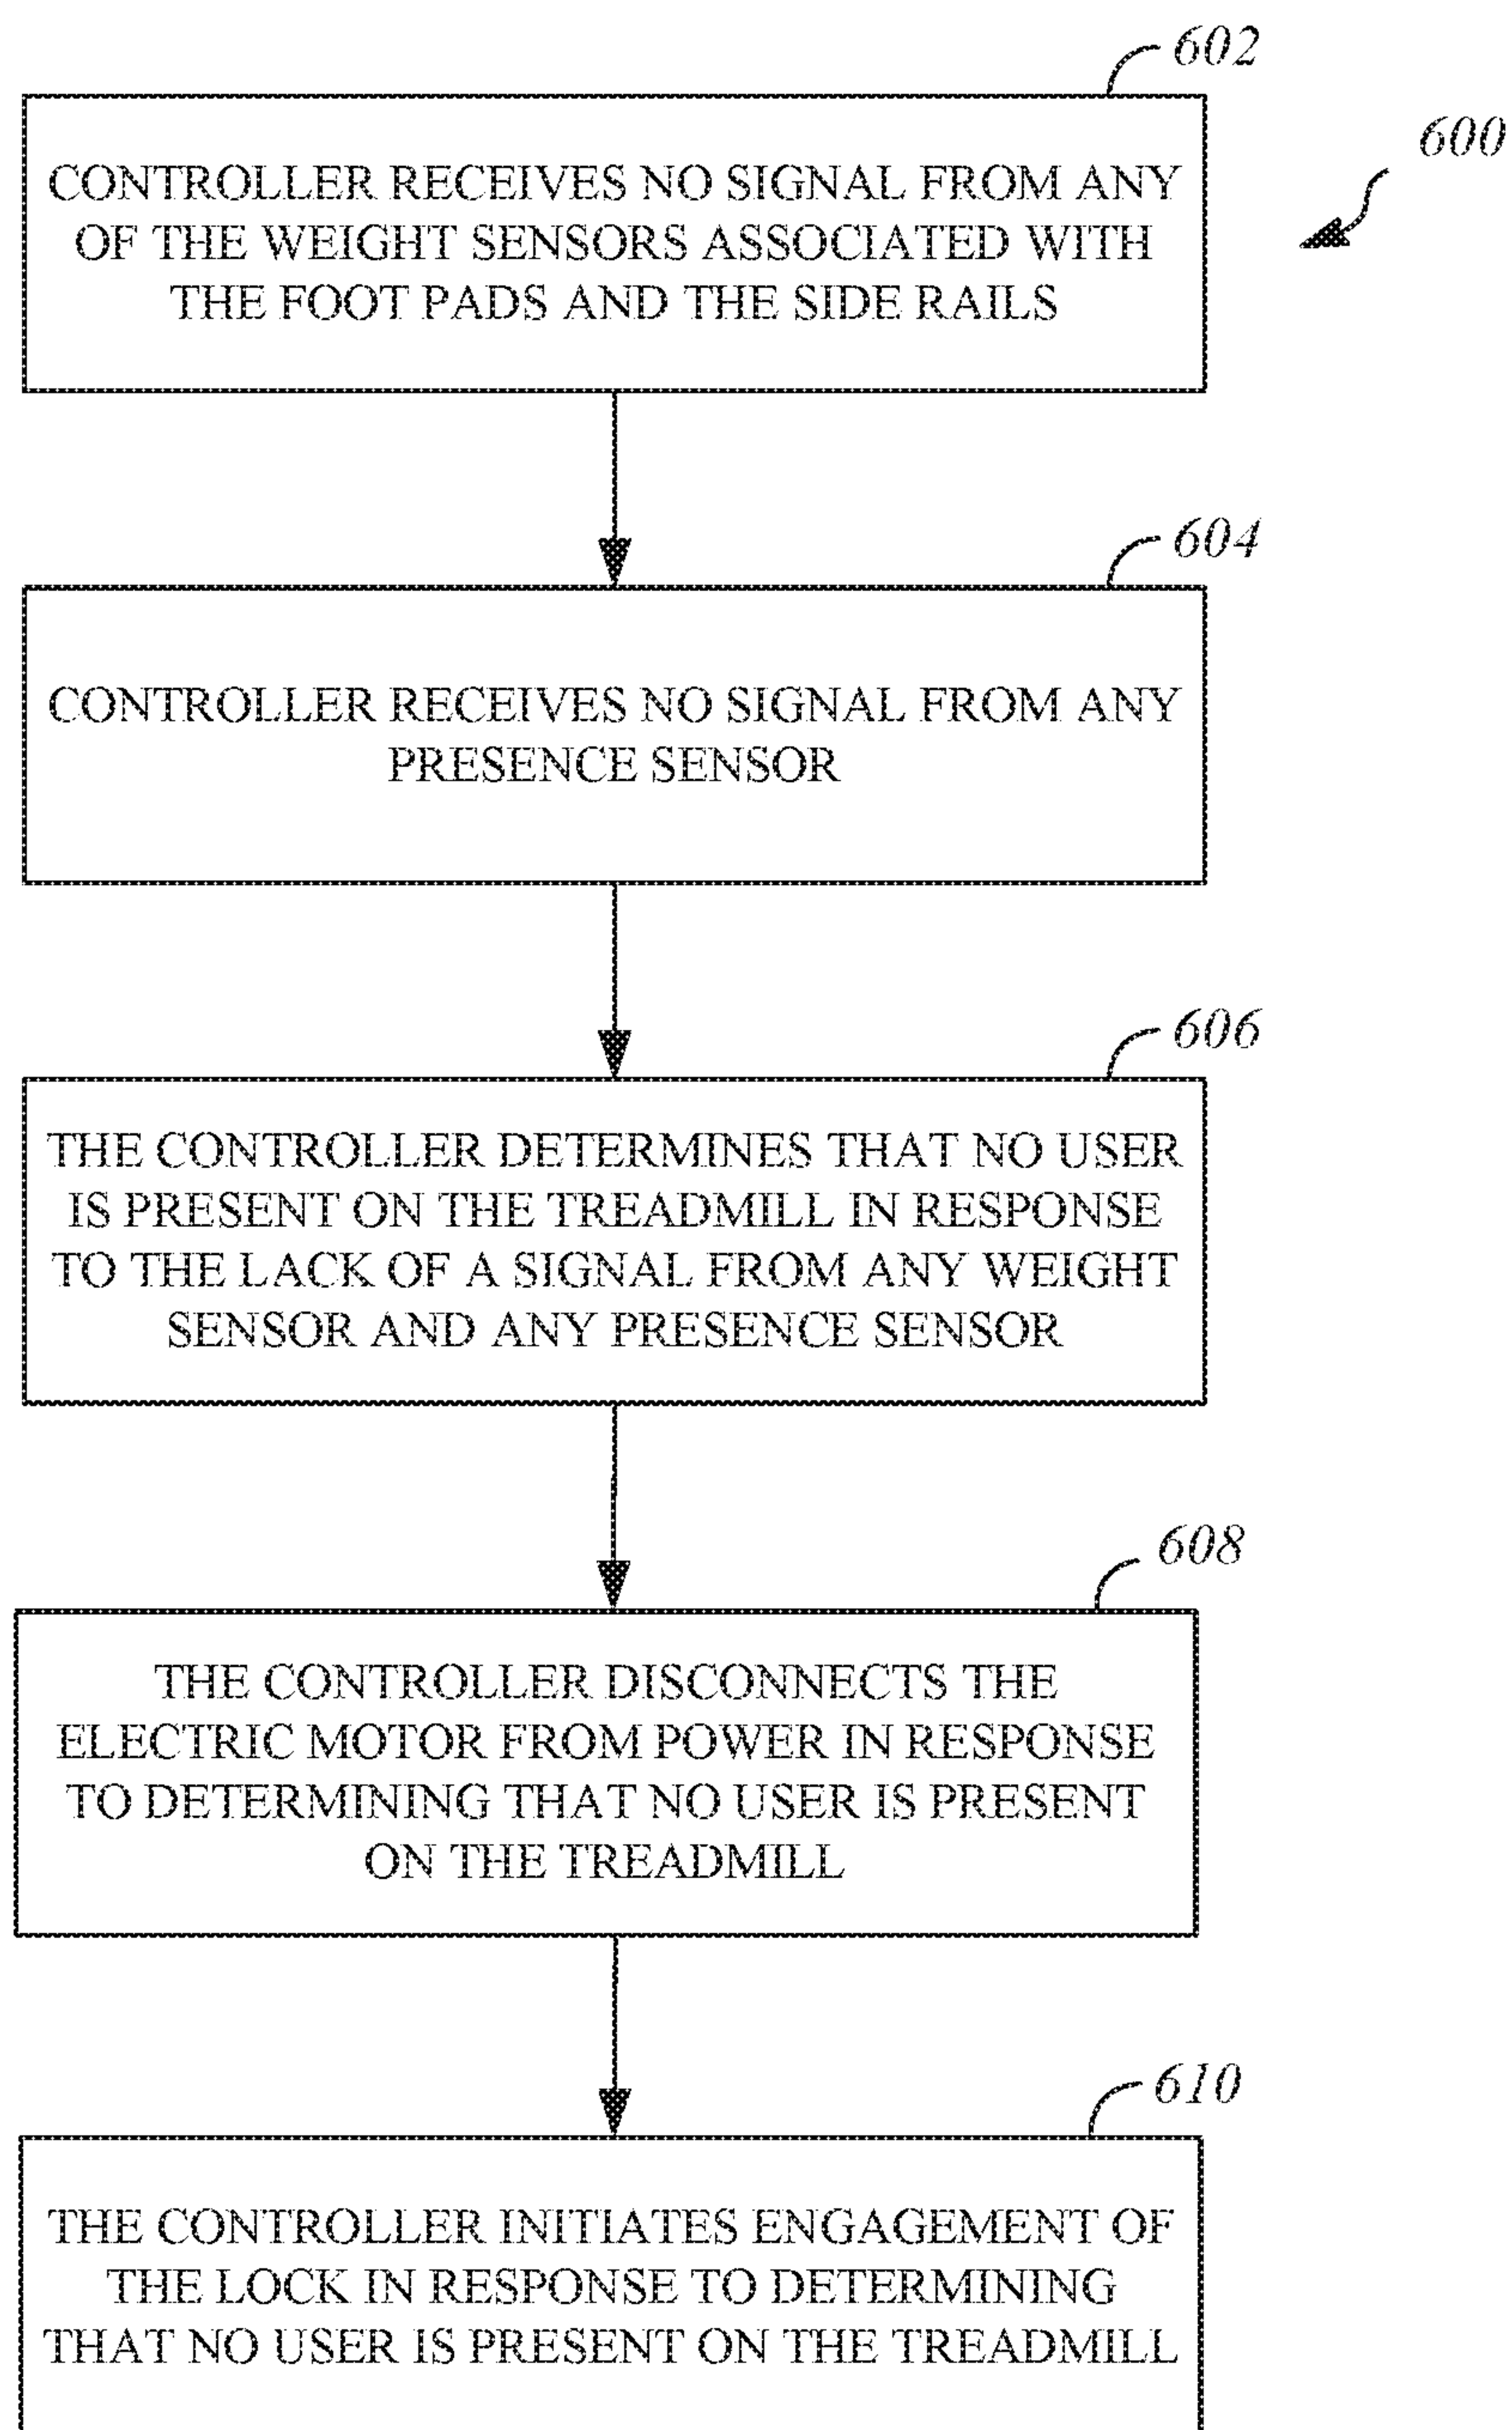 602
600
CONTROLLER RECEIVES NO SIGNAL FROM ANY
OF THE WEIGHT SENSORS ASSOCIATED WITH
THE FOOT PADS AND THE SIDE RAILS
604
CONTROLLER RECEIVES NO SIGNAL FROM ANY
PRESENCE SENSOR
606
THE CONTROLLER DETERMINES THAT NO USER
IS PRESENT ON THE TREADMILL IN RESPONSE
TO THE LACK OF A SIGNAL FROM ANY WEIGHT
SENSOR AND ANY PRESENCE SENSOR
608
THE CONTROLLER DISCONNECTS THE
ELECTRIC MOTOR FROM POWER IN RESPONSE
TO DETERMINING THAT NO USER IS PRESENT
ON THE TREADMILL
610
THE CONTROLLER INITIATES ENGAGEMENT OF
THE LOCK IN RESPONSE TO DETERMINING
THAT NO USER IS PRESENT ON THE TREADMILL